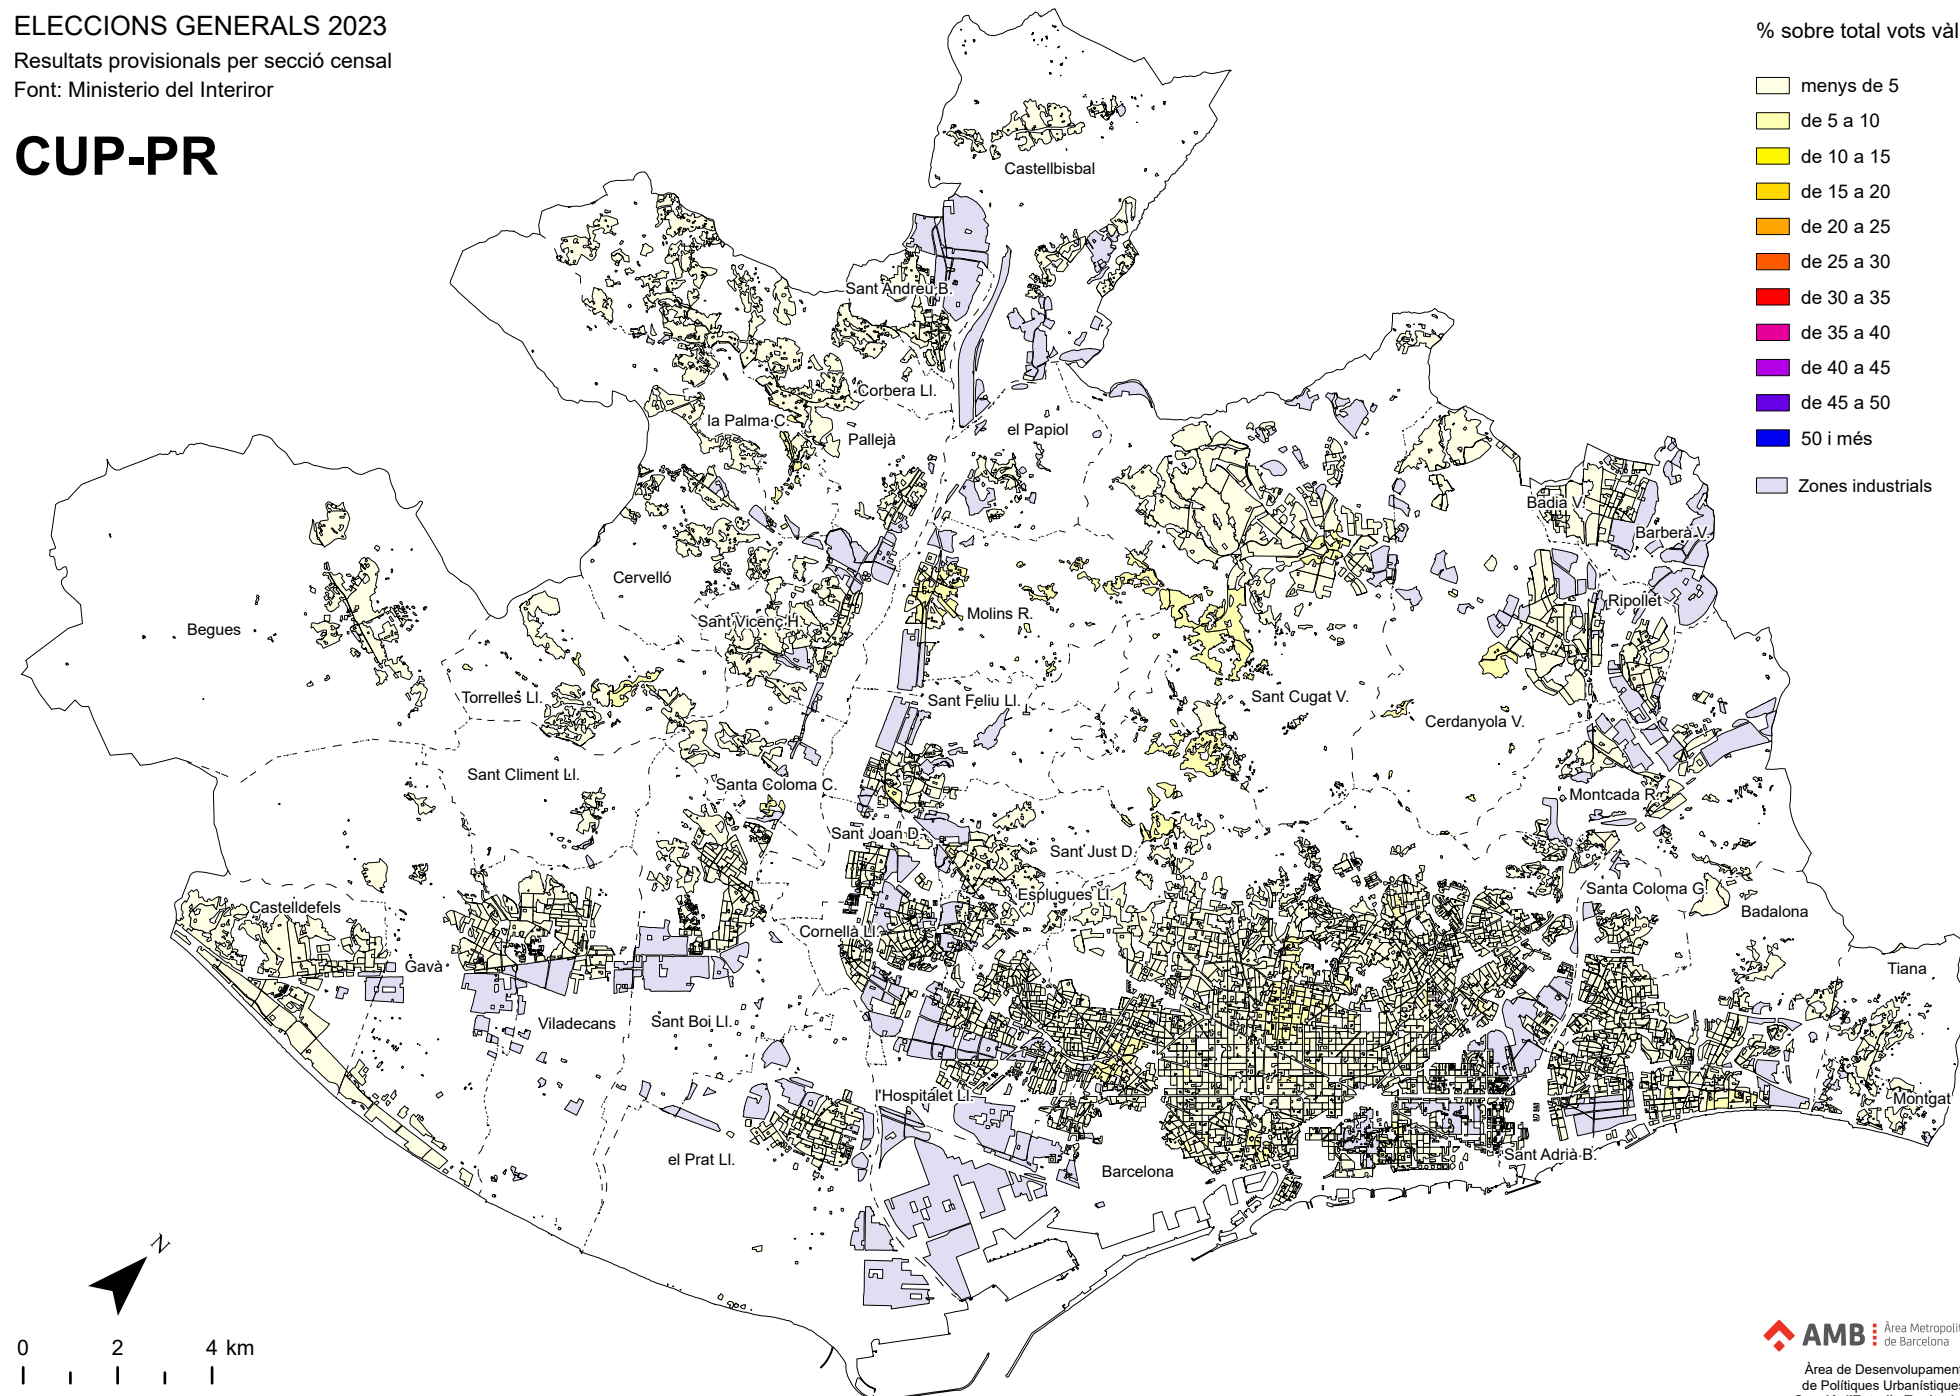 ELECCIONS GENERALS 2023
Resultats provisionals per secció censal
Font: Ministerio del Interiror
CUP-PR
% sobre total vots vàl
menys de 5
de 5 a 10
de 10 a 15
de 15 a 20
de 20 a 25
de 25 a 30
de 30 a 35
de 35 a 40
de 40 a 45
de 45 a 50
50 i més
Zones industrials
Castellbisbal
Sant Andreu B.
Corbera Ll.
la Palma C.
Pallejà
el Papiol
Badia V.
Barberà V.
Cervelló
Begues
Sant Vicenç H.
Molins R.
Ripollet
Torrelles Ll.
Sant Feliu Ll.
Sant Cugat V.
Cerdanyola V.
Sant Climent Ll.
Santa Coloma C.
Montcada R.
Sant Joan D.
Sant Just D.
Castelldefels
Esplugues Ll.
Santa Coloma G.
Badalona
Cornellà Ll.
Gavà
Tiana
Viladecans
Sant Boi Ll.
l'Hospitalet Ll.
Montgat
el Prat Ll.
Barcelona
Sant Adrià B.
N
0 2 4 km
AMB
Àrea Metropolit
de Barcelona
Àrea de Desenvolupament
de Polítiques Urbanístiques